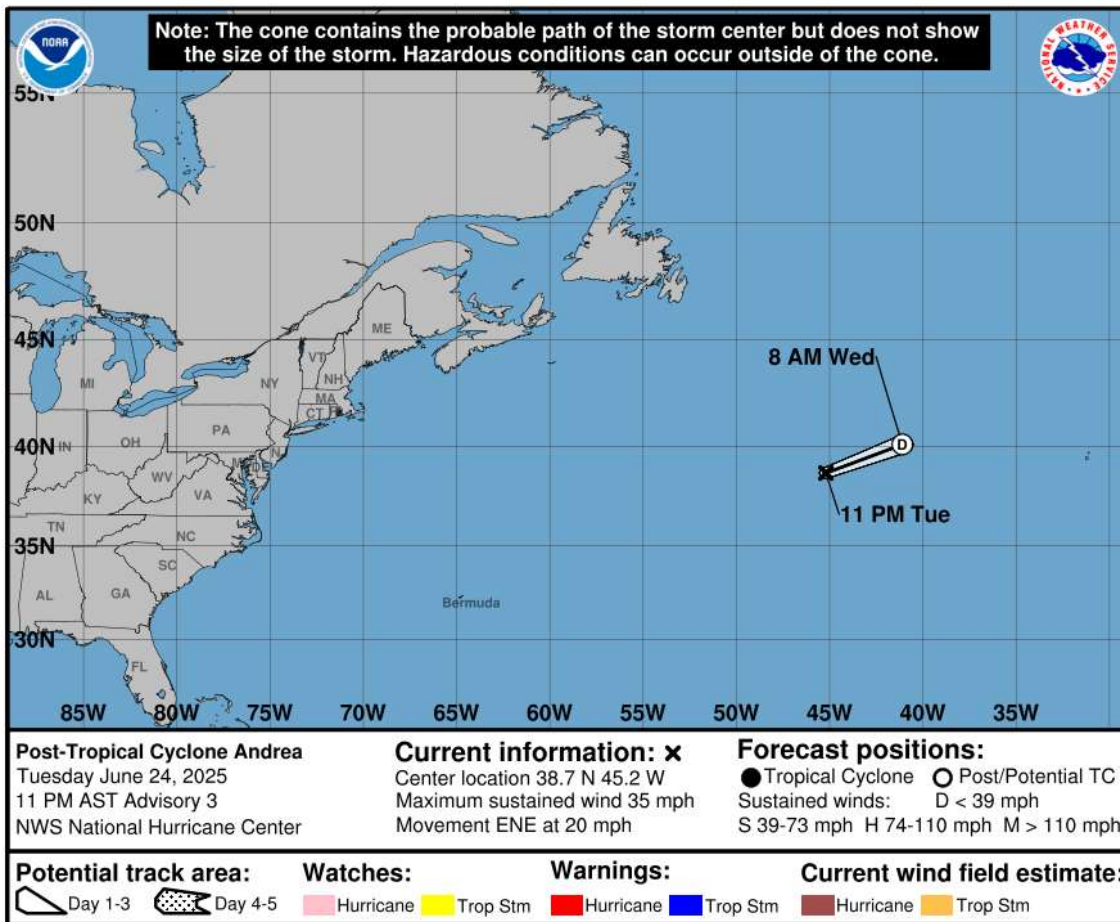 Note: The cone contains the probable path of the storm center but does not show
the size of the storm. Hazardous conditions can occur outside of the cone.
NOAA
NATIONAL WEATHER SERVICE
55N
50N
45N
40N
35N
30N
ME
VT
NH
MI
NY
MA
CT
PA
IN
OH
DE
WV
KY
VA
TN
NC
SC
AL
GA
FL
Bermuda
8 AM Wed
D
11 PM Tue
85W 80W 75W 70W 65W 60W 55W 50W 45W 40W 35W
Post-Tropical Cyclone Andrea
Tuesday June 24, 2025
11 PM AST Advisory 3
NWS National Hurricane Center
Current information: ×
Center location 38.7 N 45.2 W
Maximum sustained wind 35 mph
Movement ENE at 20 mph
Forecast positions:
Tropical Cyclone Post/Potential TC
Sustained winds: D < 39 mph
S 39-73 mph H 74-110 mph M > 110 mph
Potential track area:
Day 1-3 Day 4-5
Watches:
Hurricane Trop Stm
Warnings:
Hurricane Trop Stm
Current wind field estimate:
Hurricane Trop Stm